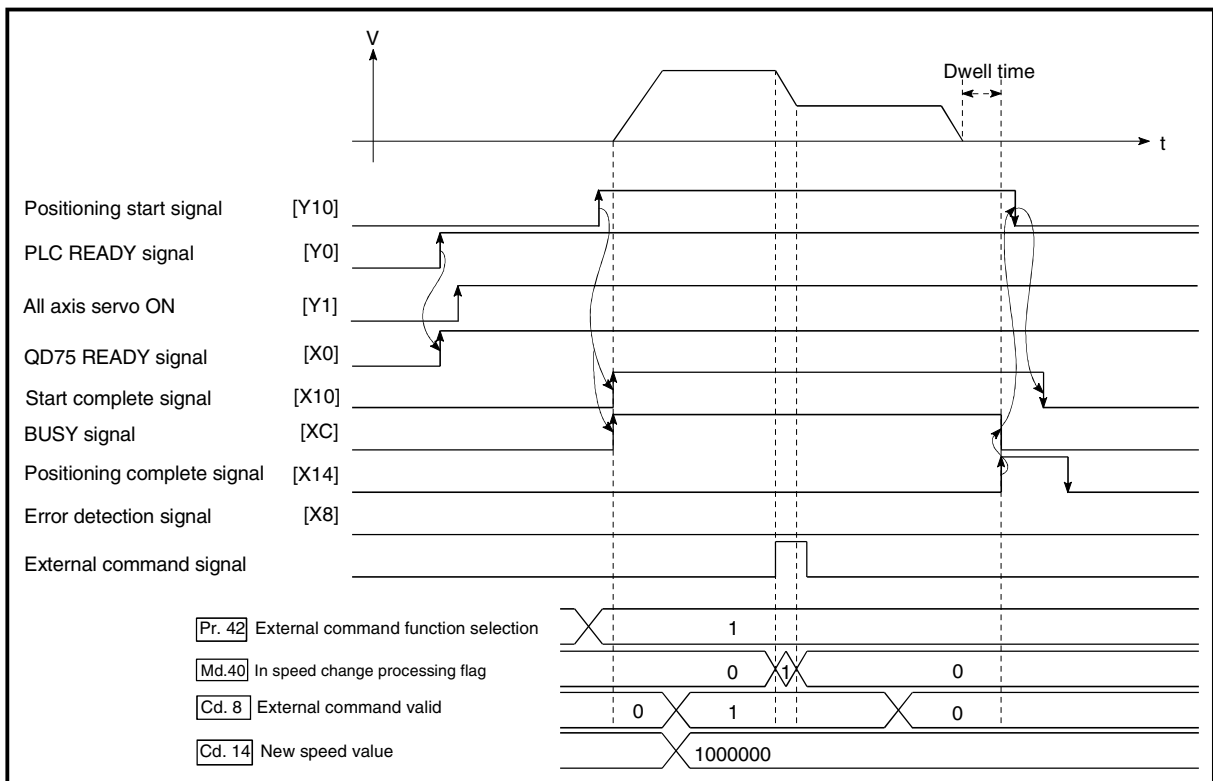 V
Dwell time
t
Positioning start signal [Y10]
PLC READY signal [Y0]
All axis servo ON [Y1]
QD75 READY signal [X0]
Start complete signal [X10]
BUSY signal [XC]
Positioning complete signal [X14]
Error detection signal [X8]
External command signal
Pr. 42 External command function selection 1
Md.40 In speed change processing flag 0 1 0
Cd. 8 External command valid 0 1 0
Cd. 14 New speed value 1000000